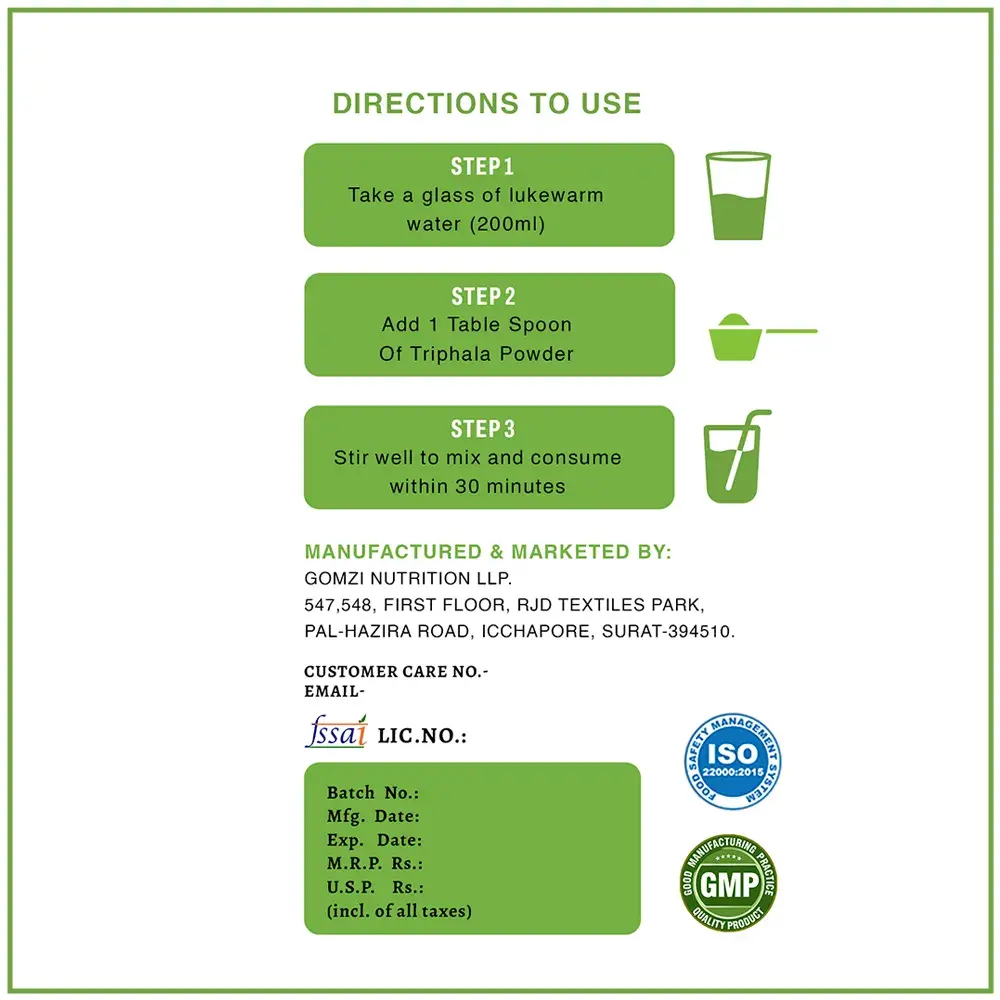 DIRECTIONS TO USE
STEP 1
Take a glass of lukewarm
water (200ml)
STEP 2
Add 1 Table Spoon
Of Triphala Powder
STEP 3
Stir well to mix and consume
within 30 minutes
MANUFACTURED & MARKETED BY:
GOMZI NUTRITION LLP.
547,548, FIRST FLOOR, RJD TEXTILES PARK,
PAL-HAZIRA ROAD, ICCHAPORE, SURAT-394510.
CUSTOMER CARE NO.-
EMAIL-
fssai LIC.NO.:
Batch No.:
Mfg. Date:
Exp. Date:
M.R.P. Rs.:
U.S.P. Rs.:
(incl. of all taxes)
FOOD SAFETY MANAGEMENT SYSTEM
ISO
22000:2015
GOOD MANUFACTURING PRACTICE
GMP
QUALITY PRODUCT